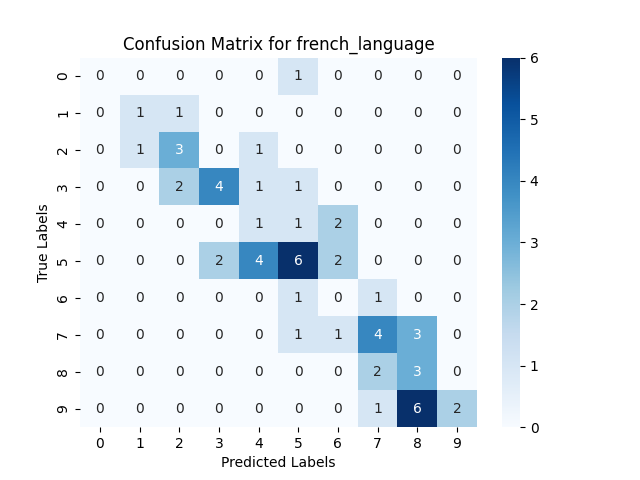 Confusion Matrix for french_language
0 0 0 0 0 0 1 0 0 0 0
1 0 1 1 0 0 0 0 0 0 0
2 0 1 3 0 1 0 0 0 0 0
3 0 0 2 4 1 1 0 0 0 0
4 0 0 0 0 1 1 2 0 0 0
5 0 0 0 2 4 6 2 0 0 0
6 0 0 0 0 0 1 0 1 0 0
7 0 0 0 0 0 1 1 4 3 0
8 0 0 0 0 0 0 0 2 3 0
9 0 0 0 0 0 0 0 1 6 2
0 1 2 3 4 5 6 7 8 9
Predicted Labels
True Labels
6
5
4
3
2
1
0